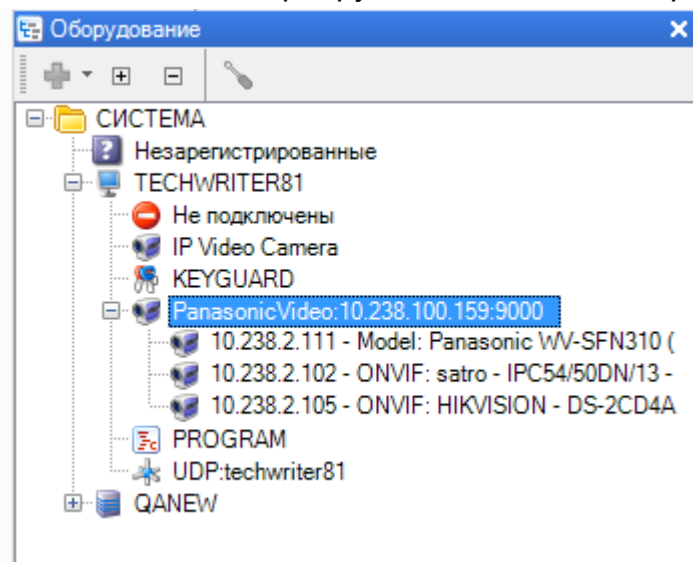 Оборудование
СИСТЕМА
Незарегистрированные
TECHWRITER81
Не подключены
IP Video Camera
KEYGUARD
PanasonicVideo:10.238.100.159:9000
10.238.2.111 - Model: Panasonic WV-SFN310 (
10.238.2.102 - ONVIF: satro - IPC54/50DN/13 -
10.238.2.105 - ONVIF: HIKVISION - DS-2CD4A
PROGRAM
UDP:techwriter81
QANEW